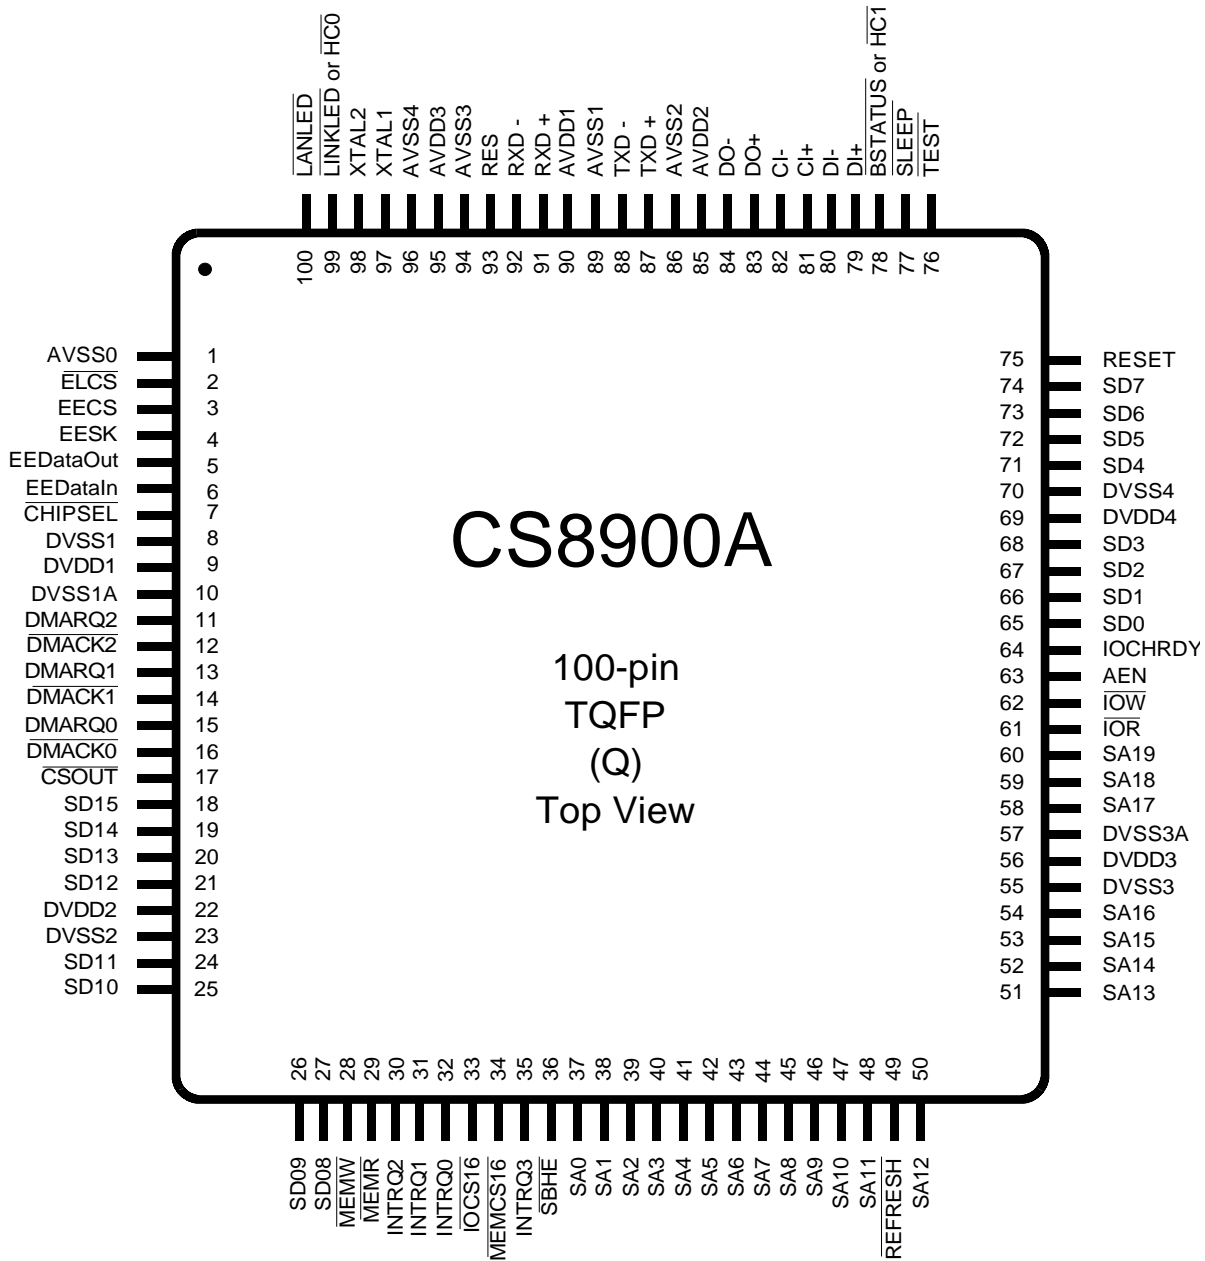 LANLED
LINKLED or HC0
XTAL2
XTAL1
AVSS4
AVDD3
AVSS3
RES
RXD -
RXD +
AVDD1
AVSS1
TXD -
TXD +
AVSS2
AVDD2
DO-
DO+
CI-
CI+
DI-
DI+
BSTATUS or HC1
SLEEP
TEST
100
99
98
97
96
95
94
93
92
91
90
89
88
87
86
85
84
83
82
81
80
79
78
77
76
AVSS0 1
ELCS 2
EECS 3
EESK 4
EEDataOut 5
EEDataIn 6
CHIPSEL 7
DVSS1 8
DVDD1 9
DVSS1A 10
DMARQ2 11
DMACK2 12
DMARQ1 13
DMACK1 14
DMARQ0 15
DMACK0 16
CSOUT 17
SD15 18
SD14 19
SD13 20
SD12 21
DVDD2 22
DVSS2 23
SD11 24
SD10 25
CS8900A
100-pin
TQFP
(Q)
Top View
75 RESET
74 SD7
73 SD6
72 SD5
71 SD4
70 DVSS4
69 DVDD4
68 SD3
67 SD2
66 SD1
65 SD0
64 IOCHRDY
63 AEN
62 IOW
61 IOR
60 SA19
59 SA18
58 SA17
57 DVSS3A
56 DVDD3
55 DVSS3
54 SA16
53 SA15
52 SA14
51 SA13
26
27
28
29
30
31
32
33
34
35
36
37
38
39
40
41
42
43
44
45
46
47
48
49
50
SD09
SD08
MEMW
MEMR
INTRQ2
INTRQ1
INTRQ0
IOCS16
MEMCS16
INTRQ3
SBHE
SA0
SA1
SA2
SA3
SA4
SA5
SA6
SA7
SA8
SA9
SA10
SA11
REFRESH
SA12